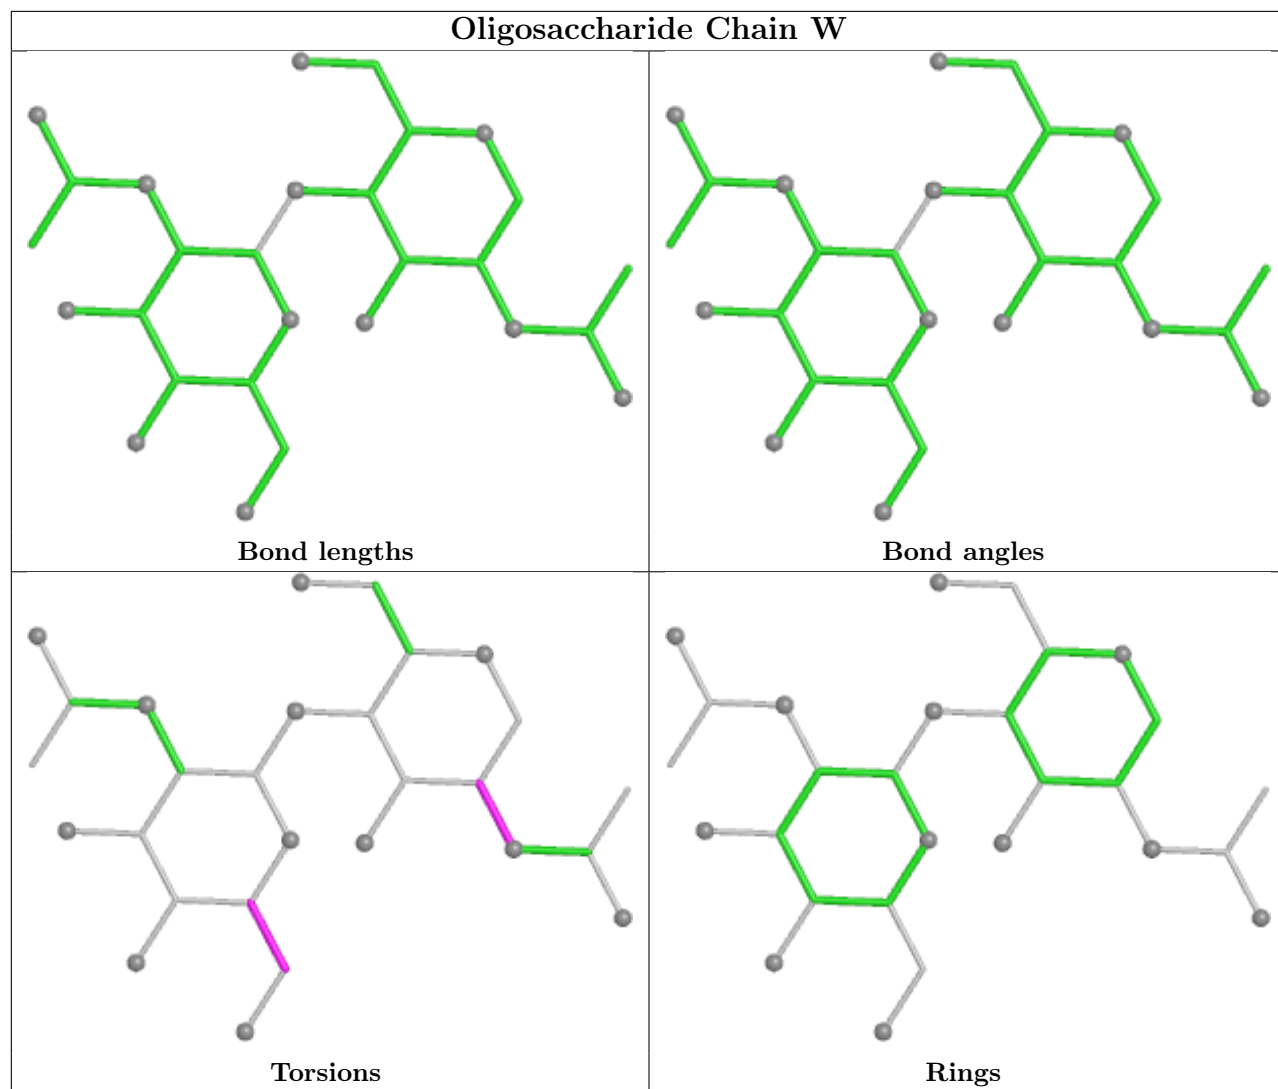 Oligosaccharide Chain W
Bond lengths
Bond angles
Torsions
Rings